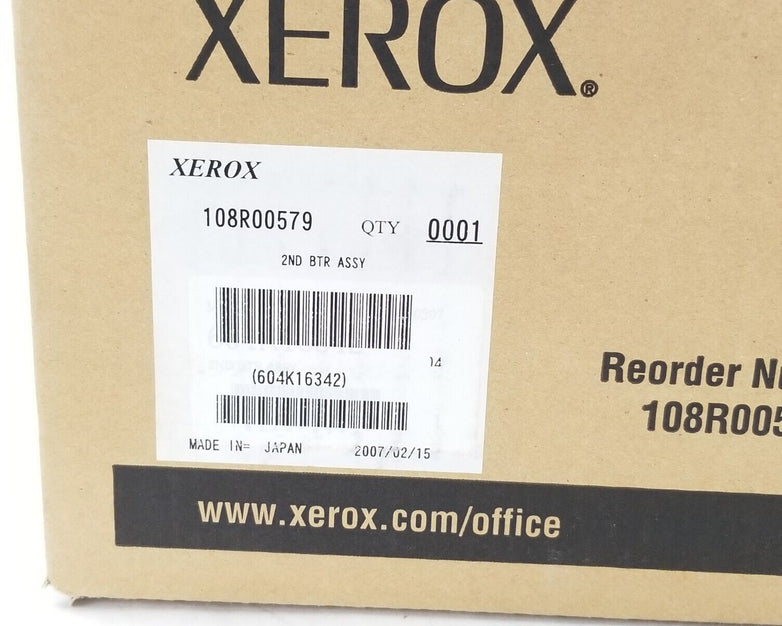 XEROX®
XEROX
108R00579 QTY 0001
2ND BTR ASSY
14
(604K16342)
MADE IN= JAPAN 2007/02/15
Reorder
108R005
www.xerox.com/office